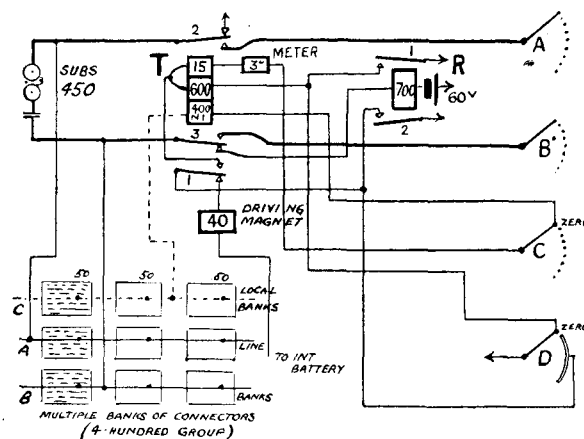 2
T
15
600
400
N.I
3
METER
3ω
1
R
700
60V
2
A
SUBS
450
3
B
1
40
DRIVING
MAGNET
ZERO
C
50
50
50
C
LOCAL
BANKS
A
LINE
TO INT
BATTERY
ZERO
D
B
BANKS
MULTIPLE BANKS OF CONNECTORS
(4-HUNDRED GROUP)